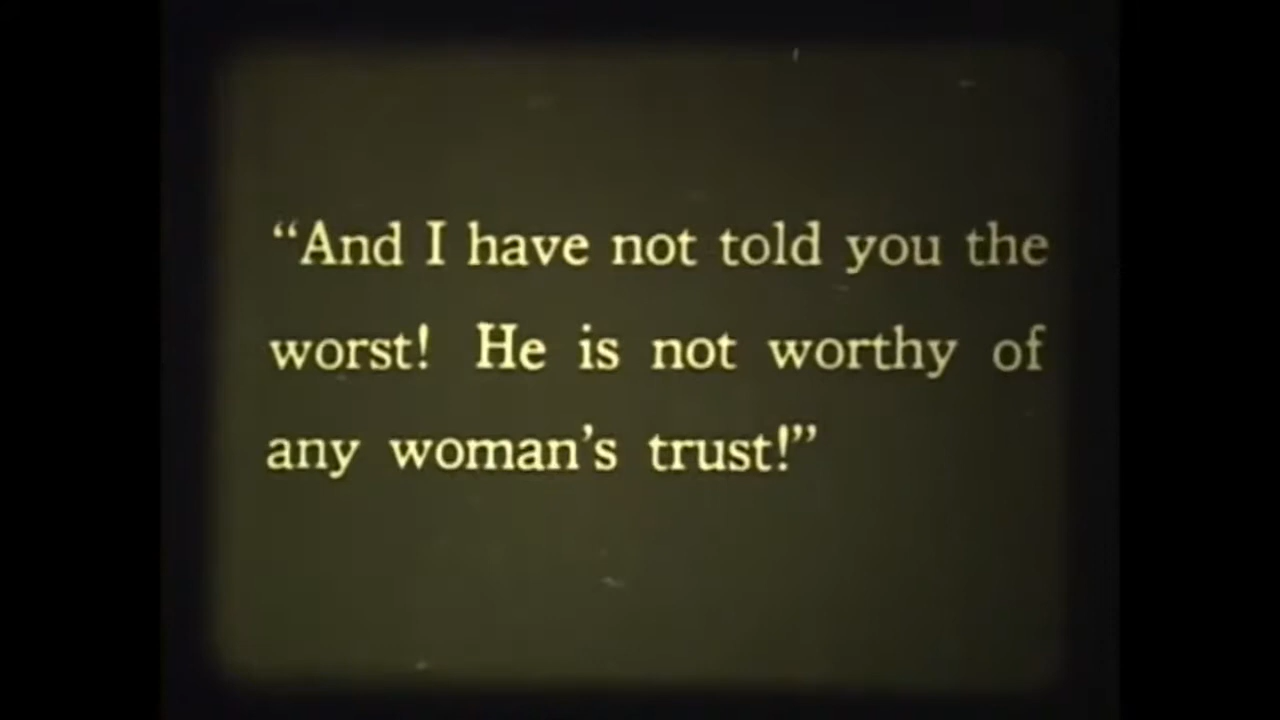 “And I have not told you the
worst! He is not worthy of
any woman’s trust!”